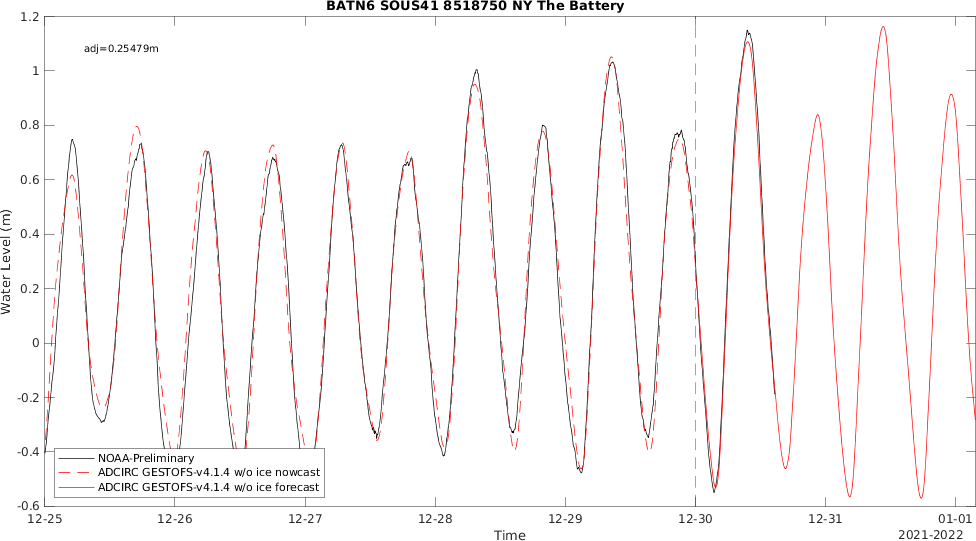 BATN6 SOUS41 8518750 NY The Battery
1.2
adj=0.25479m
1
0.8
0.6
0.4
0.2
0
-0.2
-0.4
-0.6
Water Level (m)
NOAA-Preliminary
ADCIRC GESTOFS-v4.1.4 w/o ice nowcast
ADCIRC GESTOFS-v4.1.4 w/o ice forecast
12-25 12-26 12-27 12-28 12-29 12-30 12-31 01-01
Time
2021-2022